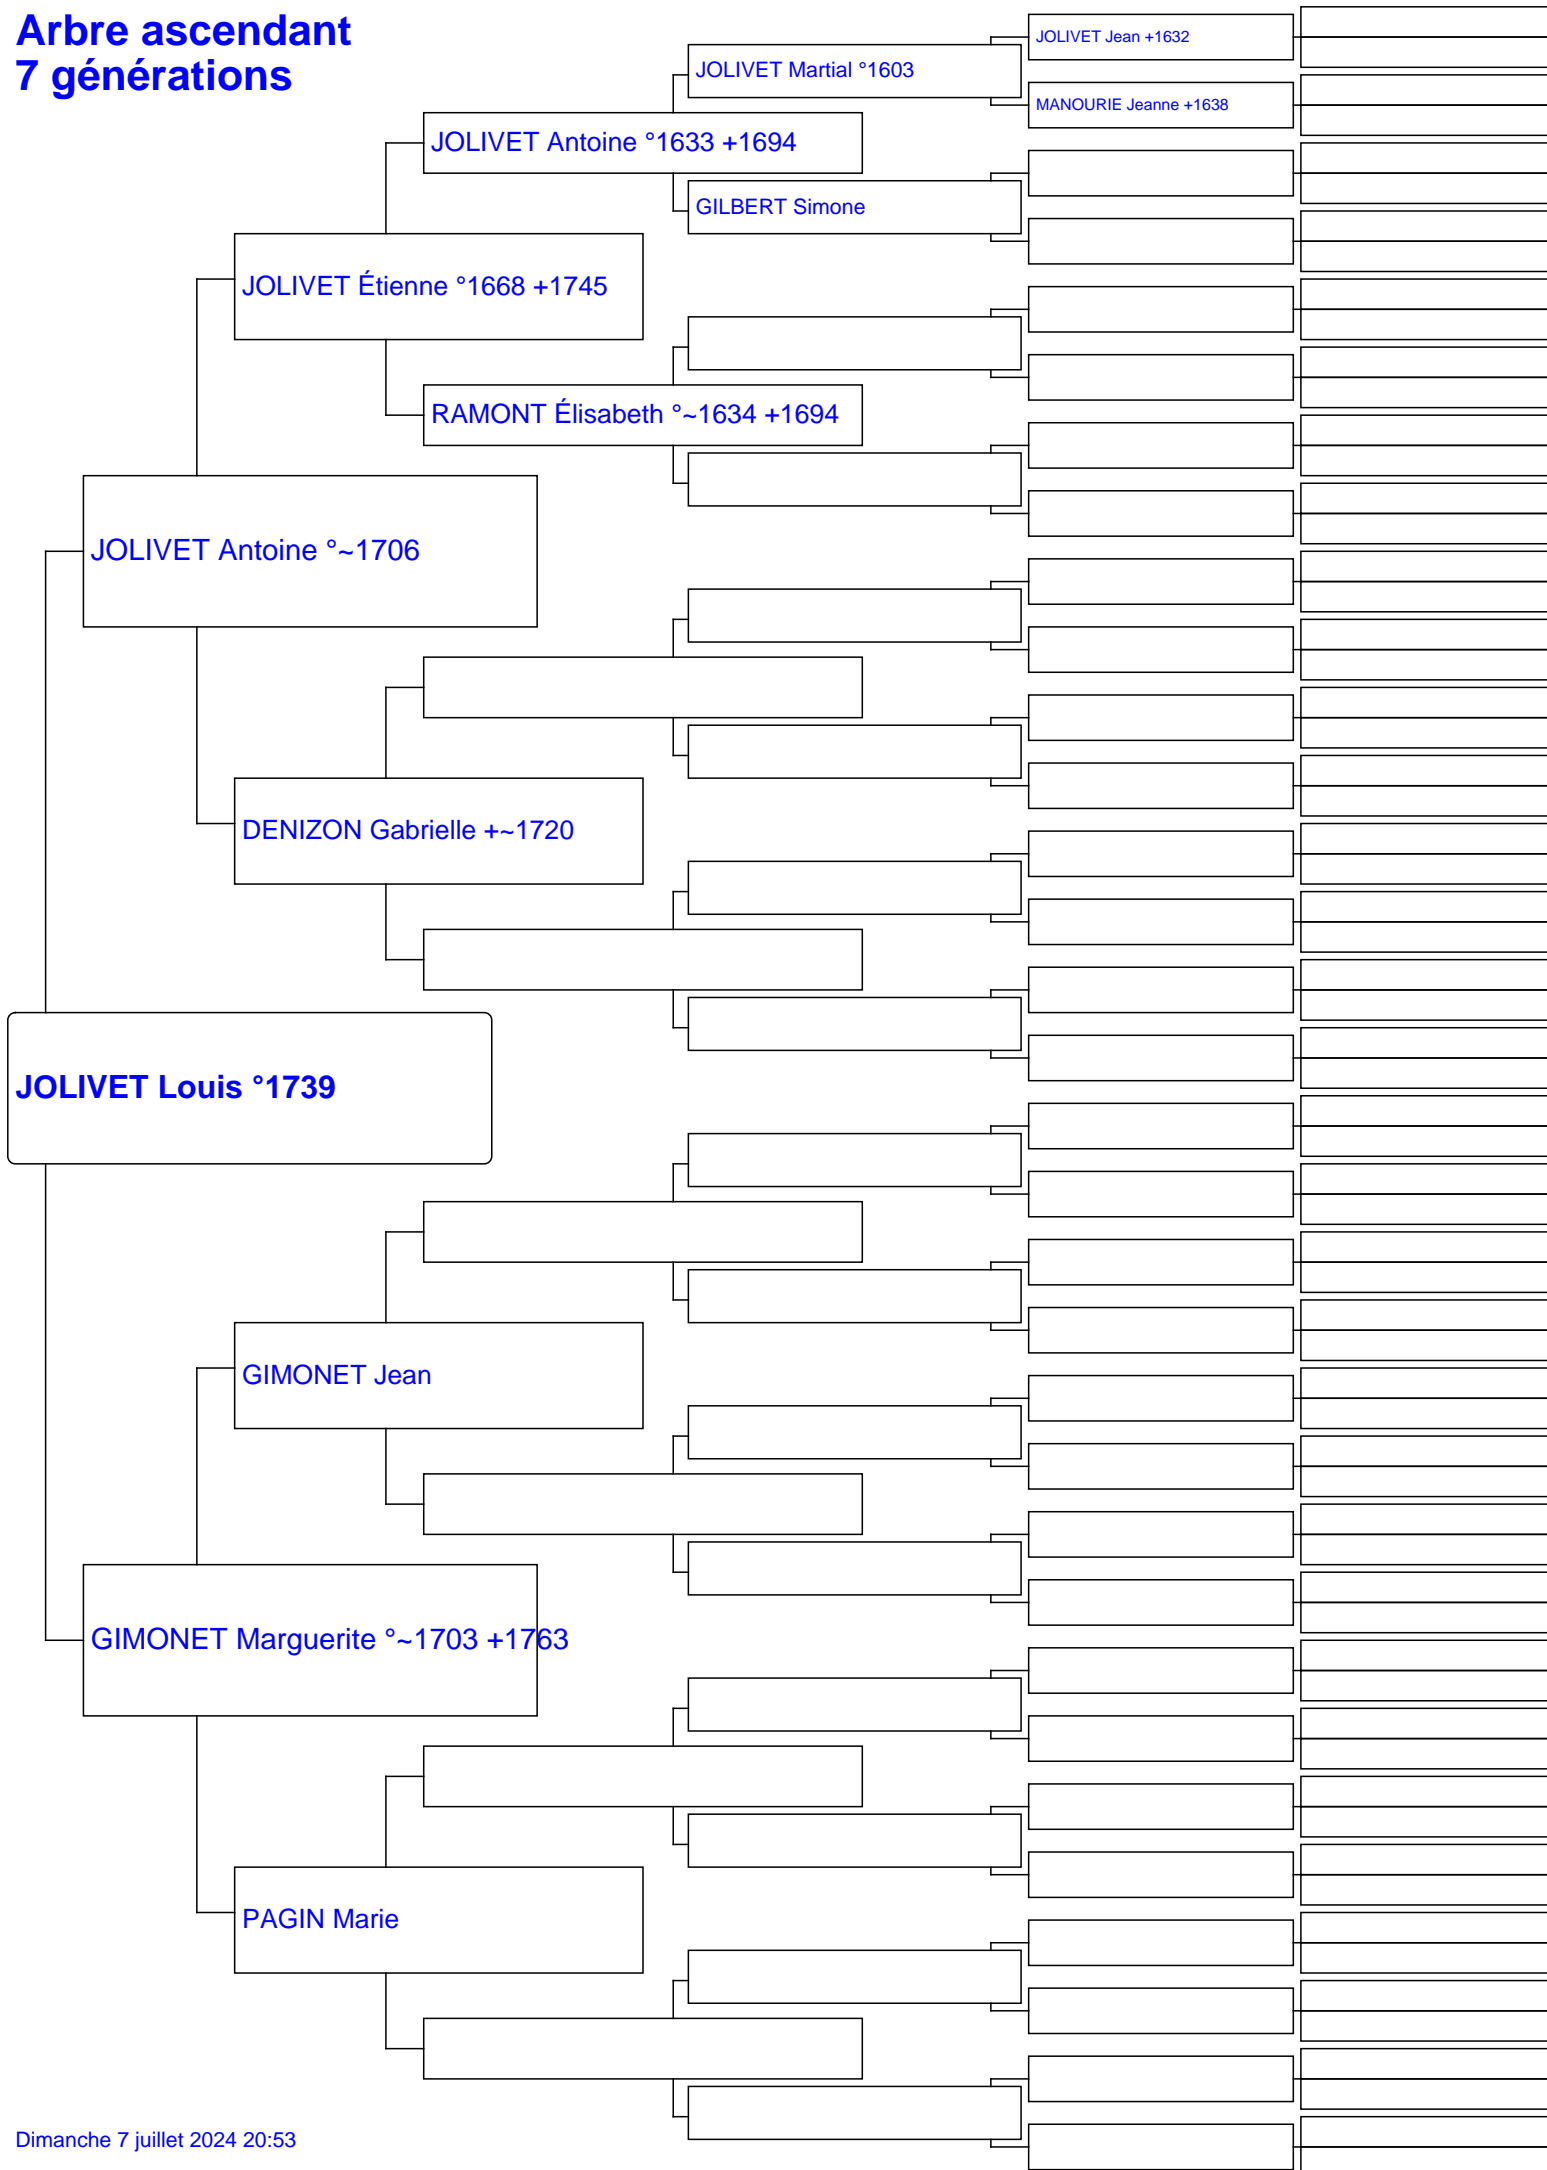 Arbre ascendant
7 générations
JOLIVET Jean +1632
JOLIVET Martial °1603
MANOURIE Jeanne +1638
JOLIVET Antoine °1633 +1694
GILBERT Simone
JOLIVET Étienne °1668 +1745
RAMONT Élisabeth °~1634 +1694
JOLIVET Antoine °~1706
DENIZON Gabrielle +~1720
JOLIVET Louis °1739
GIMONET Jean
GIMONET Marguerite °~1703 +1763
PAGIN Marie
Dimanche 7 juillet 2024 20:53